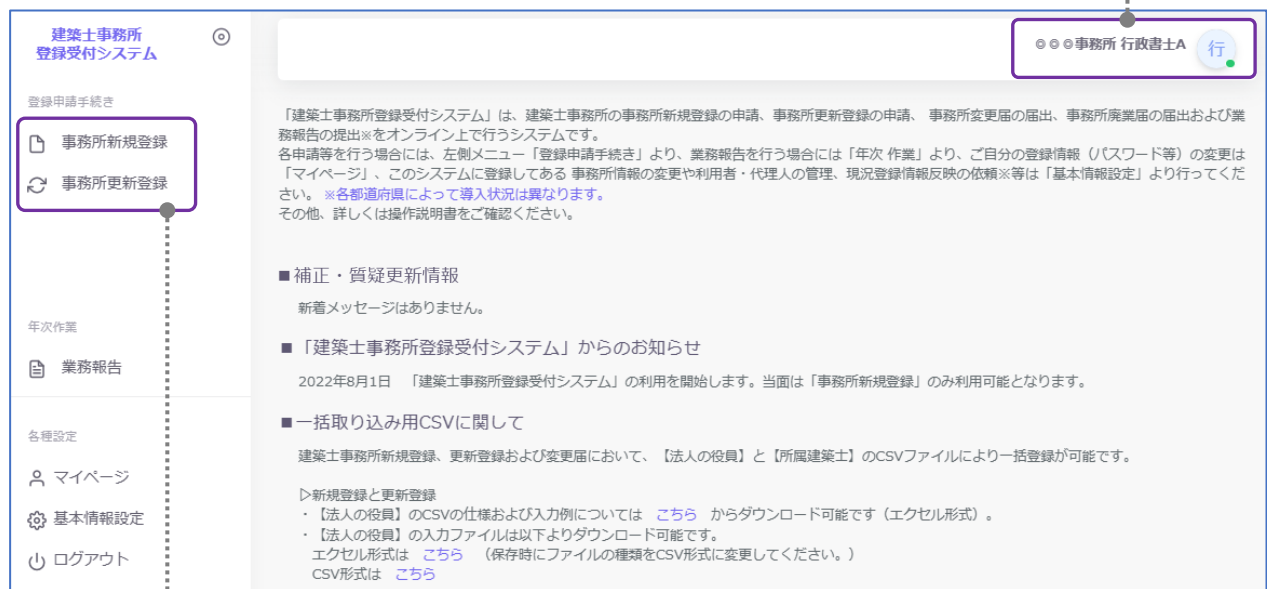 建築士事務所
登録受付システム
登録申請手続き
事務所新規登録
事務所更新登録
年次作業
業務報告
各種設定
マイページ
基本情報設定
ログアウト
◎◎◎事務所 行政書士A
行
「建築士事務所登録受付システム」は、建築士事務所の事務所新規登録の申請、事務所更新登録の申請、 事務所変更届の届出、事務所廃業届の届出および業
務報告の提出※をオンライン上で行うシステムです。
各申請等を行う場合には、左側メニュー「登録申請手続き」より、業務報告を行う場合には「年次 作業」より、ご自分の登録情報（パスワード等）の変更は
「マイページ」、このシステムに登録してある 事務所情報の変更や利用者・代理人の管理、現況登録情報反映の依頼※等は「基本情報設定」より行ってくだ
さい。 ※各都道府県によって導入状況は異なります。
その他、詳しくは操作説明書をご確認ください。
■補正・質疑更新情報
新着メッセージはありません。
■「建築士事務所登録受付システム」からのお知らせ
2022年8月1日 「建築士事務所登録受付システム」の利用を開始します。当面は「事務所新規登録」のみ利用可能となります。
■一括取り込み用CSVに関して
建築士事務所新規登録、更新登録および変更届において、【法人の役員】と【所属建築士】のCSVファイルにより一括登録が可能です。
▷新規登録と更新登録
・【法人の役員】のCSVの仕様および入力例については こちら からダウンロード可能です（エクセル形式）。
・【法人の役員】の入力ファイルは以下よりダウンロード可能です。
エクセル形式は こちら （保存時にファイルの種類をCSV形式に変更してください。）
CSV形式は こちら